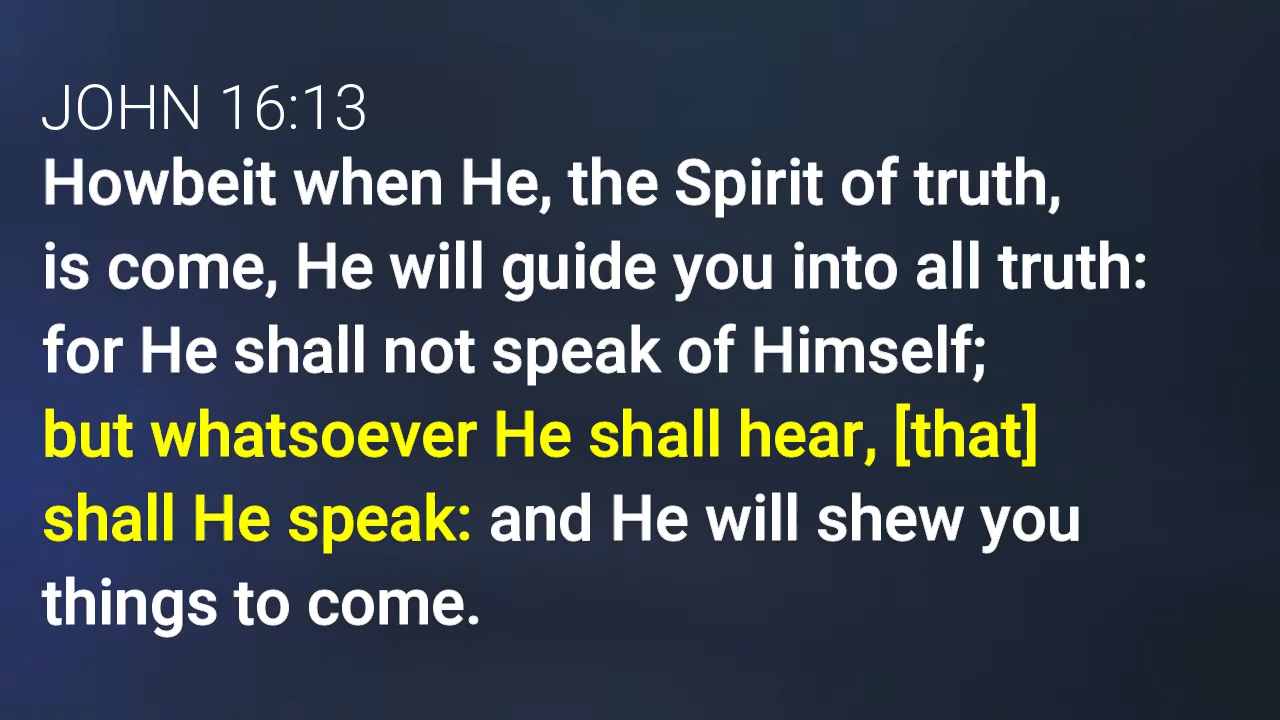 JOHN 16:13
Howbeit when He, the Spirit of truth,
is come, He will guide you into all truth:
for He shall not speak of Himself;
but whatsoever He shall hear, [that]
shall He speak: and He will shew you
things to come.